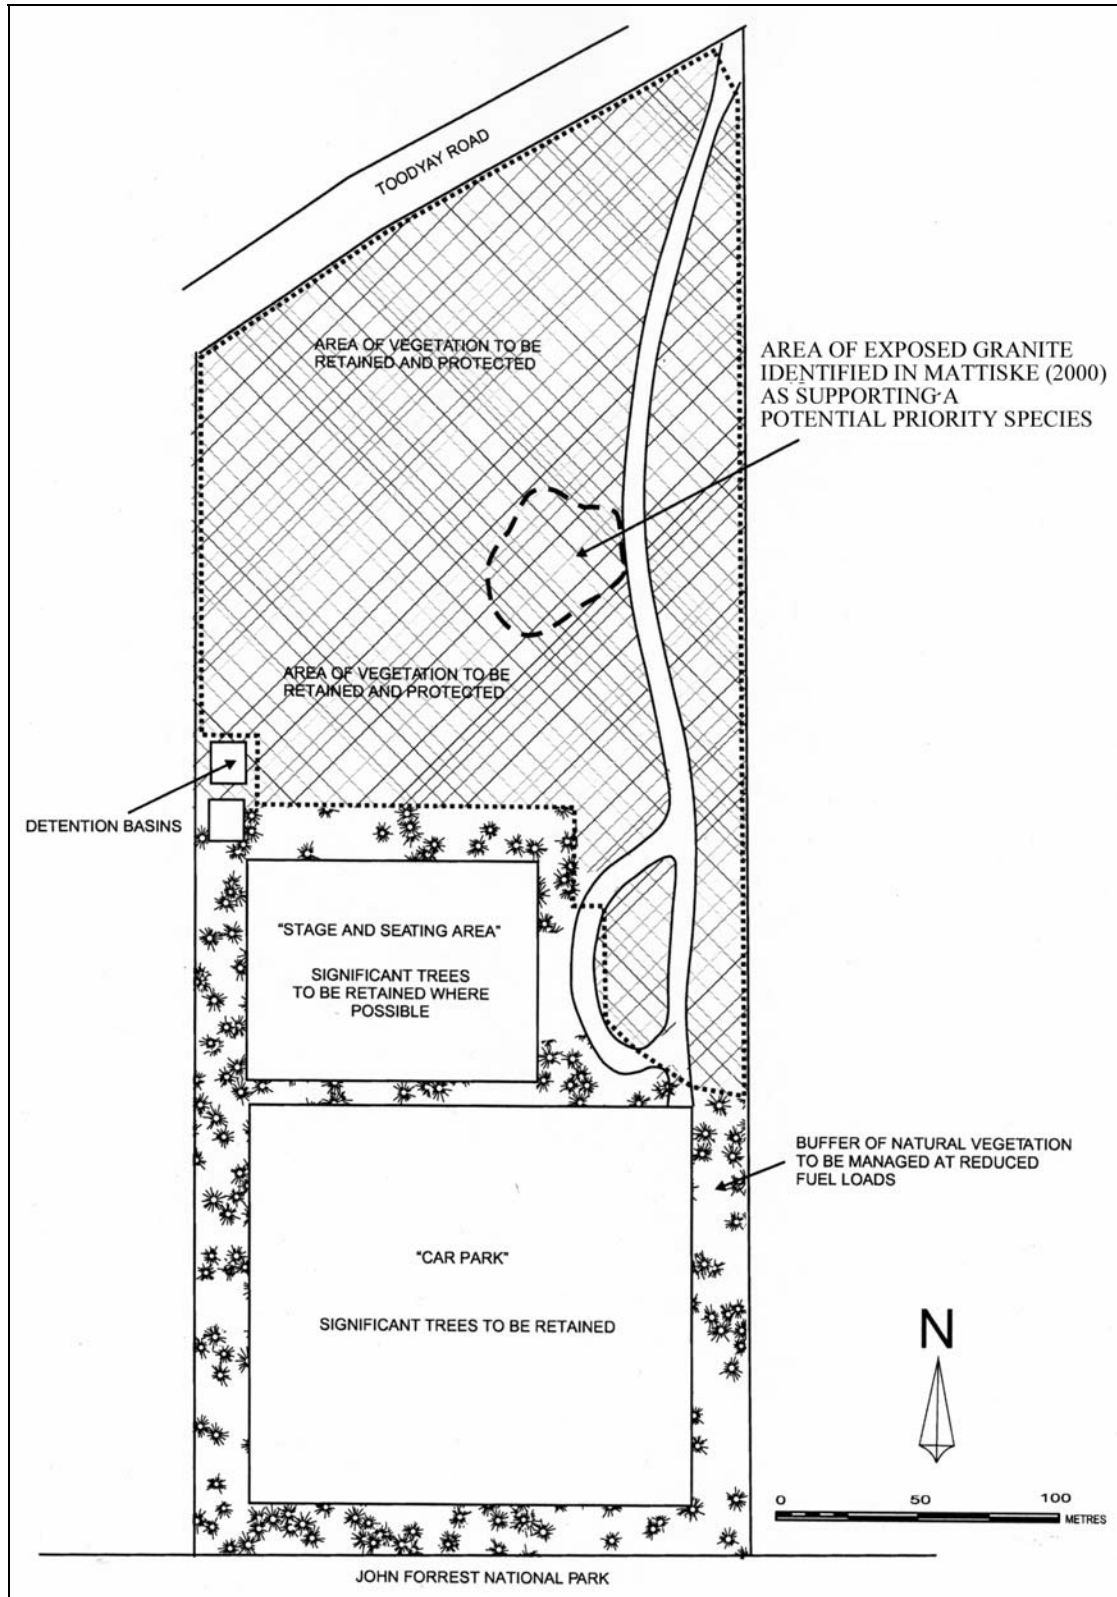 TOODYAY ROAD
AREA OF VEGETATION TO BE
RETAINED AND PROTECTED
AREA OF EXPOSED GRANITE
IDENTIFIED IN MATTISKE (2000)
AS SUPPORTING A
POTENTIAL PRIORITY SPECIES
AREA OF VEGETATION TO BE
RETAINED AND PROTECTED
DETENTION BASINS
"STAGE AND SEATING AREA"
SIGNIFICANT TREES
TO BE RETAINED WHERE
POSSIBLE
BUFFER OF NATURAL VEGETATION
TO BE MANAGED AT REDUCED
FUEL LOADS
"CAR PARK"
SIGNIFICANT TREES TO BE RETAINED
N
0 50 100
METRES
JOHN FORREST NATIONAL PARK